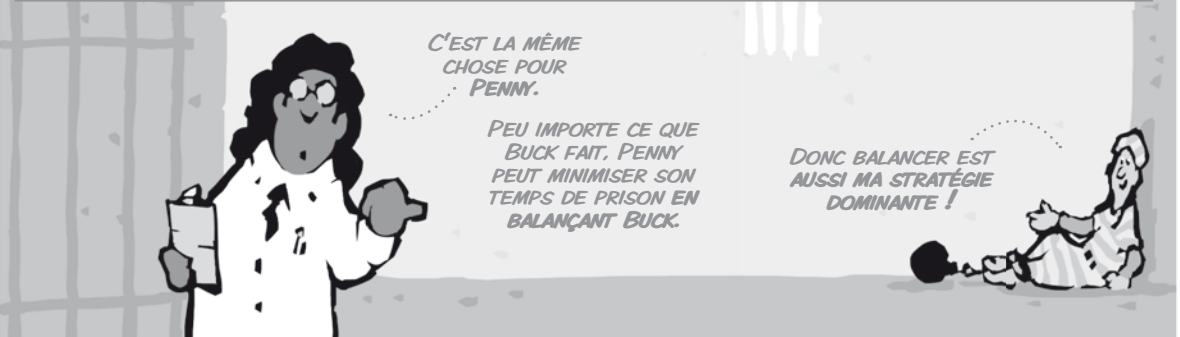 C'EST LA MÊME
CHOSE POUR
PENNY.
PEU IMPORTE CE QUE
BUCK FAIT, PENNY
PEUT MINIMISER SON
TEMPS DE PRISON EN
BALANÇANT BUCK.
DONC BALANCER EST
AUSSI MA STRATÉGIE
DOMINANTE !